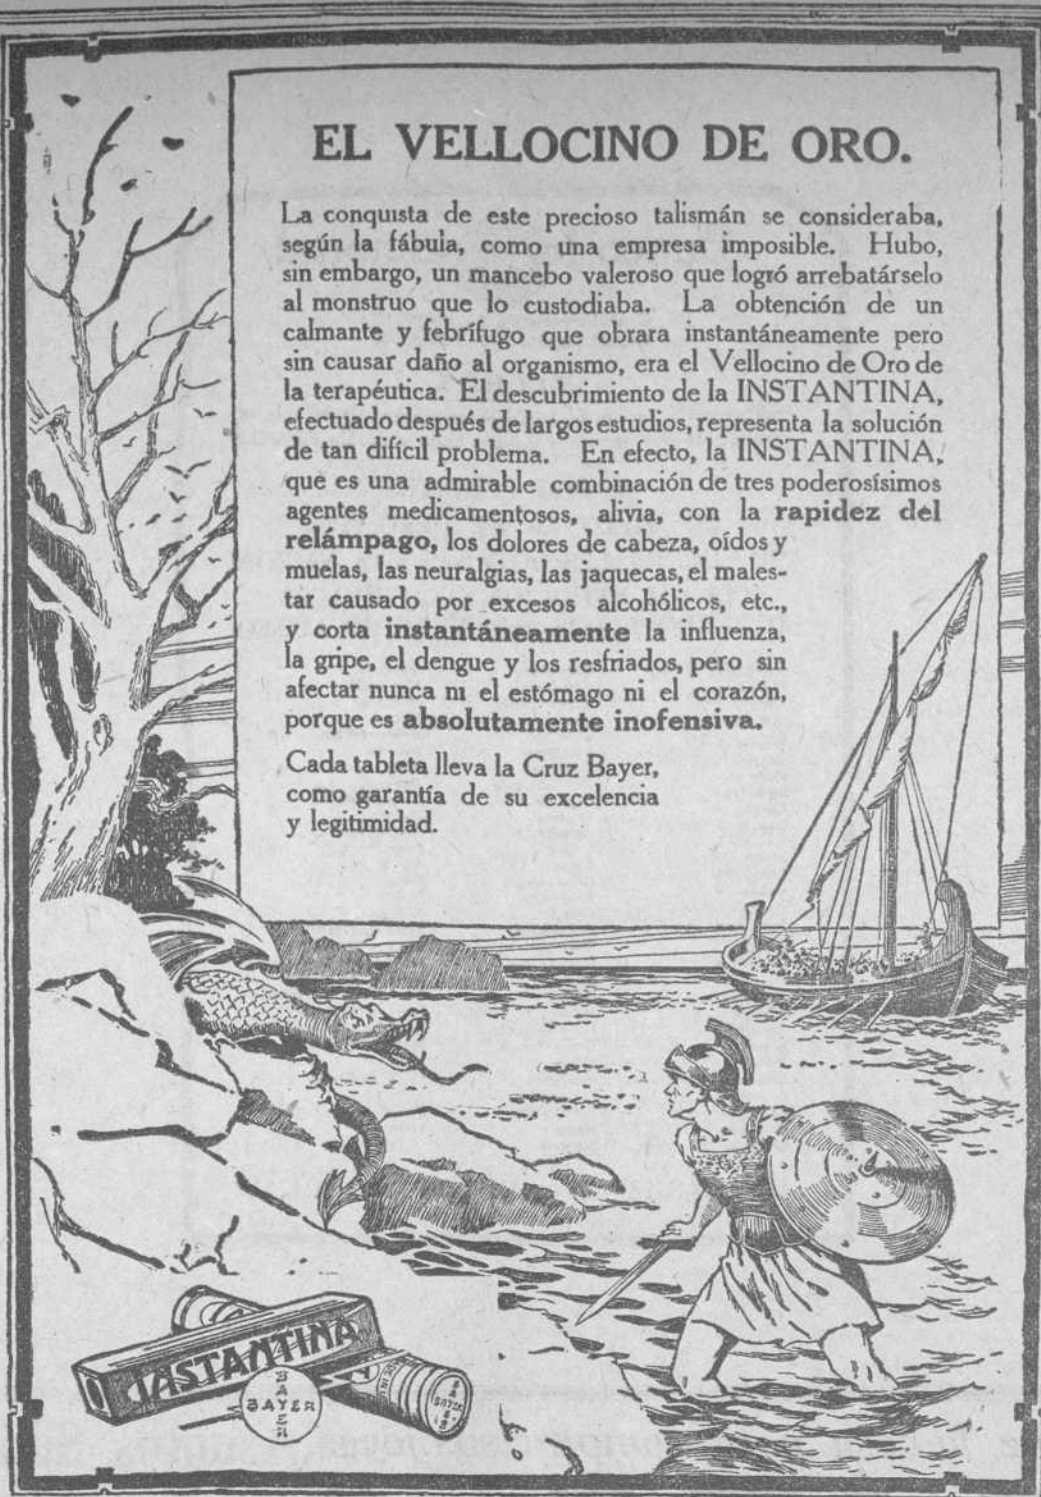 EL VELLOCINO DE ORO.
La conquista de este precioso talismán se consideraba,
según la fábula, como una empresa imposible. Hubo,
sin embargo, un mancebo valeroso que logró arrebatárselo
al monstruo que lo custodiaba. La obtención de un
calmante y febrífugo que obrara instantáneamente pero
sin causar daño al organismo, era el Vellocino de Oro de
la terapéutica. El descubrimiento de la INSTANTINA,
efectuado después de largos estudios, representa la solución
de tan difícil problema. En efecto, la INSTANTINA,
que es una admirable combinación de tres poderosísimos
agentes medicamentosos, alivia, con la rapidez del
relámpago, los dolores de cabeza, oídos y
muelas, las neuralgias, las jaquecas, el males-
tar causado por excesos alcohólicos, etc.,
y corta instantáneamente la influenza,
la gripe, el dengue y los resfriados, pero sin
afectar nunca ni el estómago ni el corazón,
porque es absolutamente inofensiva.
Cada tableta lleva la Cruz Bayer,
como garantía de su excelencia
y legitimidad.
INSTANTINA
BAYER
BAYER